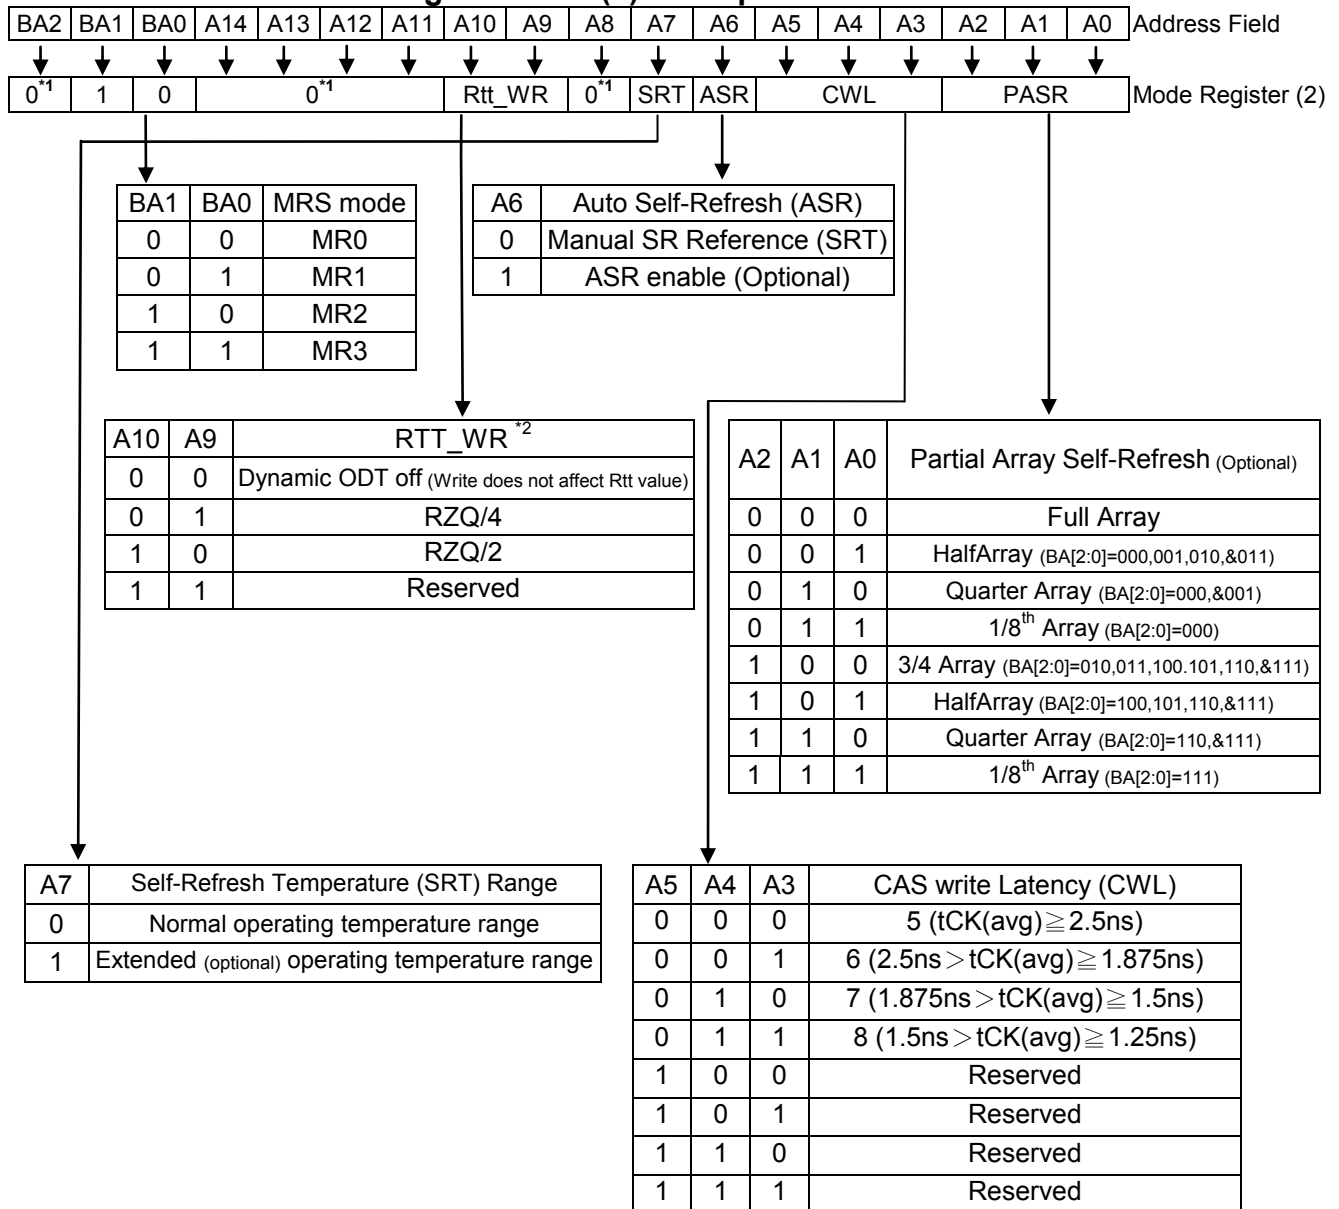 BA2 BA1 BA0 A14 A13 A12 A11 A10 A9 A8 A7 A6 A5 A4 A3 A2 A1 A0 Address Field
0*1 1 0 0*1 Rtt_WR 0*1 SRT ASR CWL PASR Mode Register (2)
BA1 BA0 MRS mode
0 0 MR0
0 1 MR1
1 0 MR2
1 1 MR3
A6 Auto Self-Refresh (ASR)
0 Manual SR Reference (SRT)
1 ASR enable (Optional)
A10 A9 RTT_WR *2
0 0 Dynamic ODT off (Write does not affect Rtt value)
0 1 RZQ/4
1 0 RZQ/2
1 1 Reserved
A2 A1 A0 Partial Array Self-Refresh (Optional)
0 0 0 Full Array
0 0 1 HalfArray (BA[2:0]=000,001,010,&011)
0 1 0 Quarter Array (BA[2:0]=000,&001)
0 1 1 1/8th Array (BA[2:0]=000)
1 0 0 3/4 Array (BA[2:0]=010,011,100.101,110,&111)
1 0 1 HalfArray (BA[2:0]=100,101,110,&111)
1 1 0 Quarter Array (BA[2:0]=110,&111)
1 1 1 1/8th Array (BA[2:0]=111)
A7 Self-Refresh Temperature (SRT) Range
0 Normal operating temperature range
1 Extended (optional) operating temperature range
A5 A4 A3 CAS write Latency (CWL)
0 0 0 5 (tCK(avg)≧2.5ns)
0 0 1 6 (2.5ns＞tCK(avg)≧1.875ns)
0 1 0 7 (1.875ns＞tCK(avg)≧1.5ns)
0 1 1 8 (1.5ns＞tCK(avg)≧1.25ns)
1 0 0 Reserved
1 0 1 Reserved
1 1 0 Reserved
1 1 1 Reserved